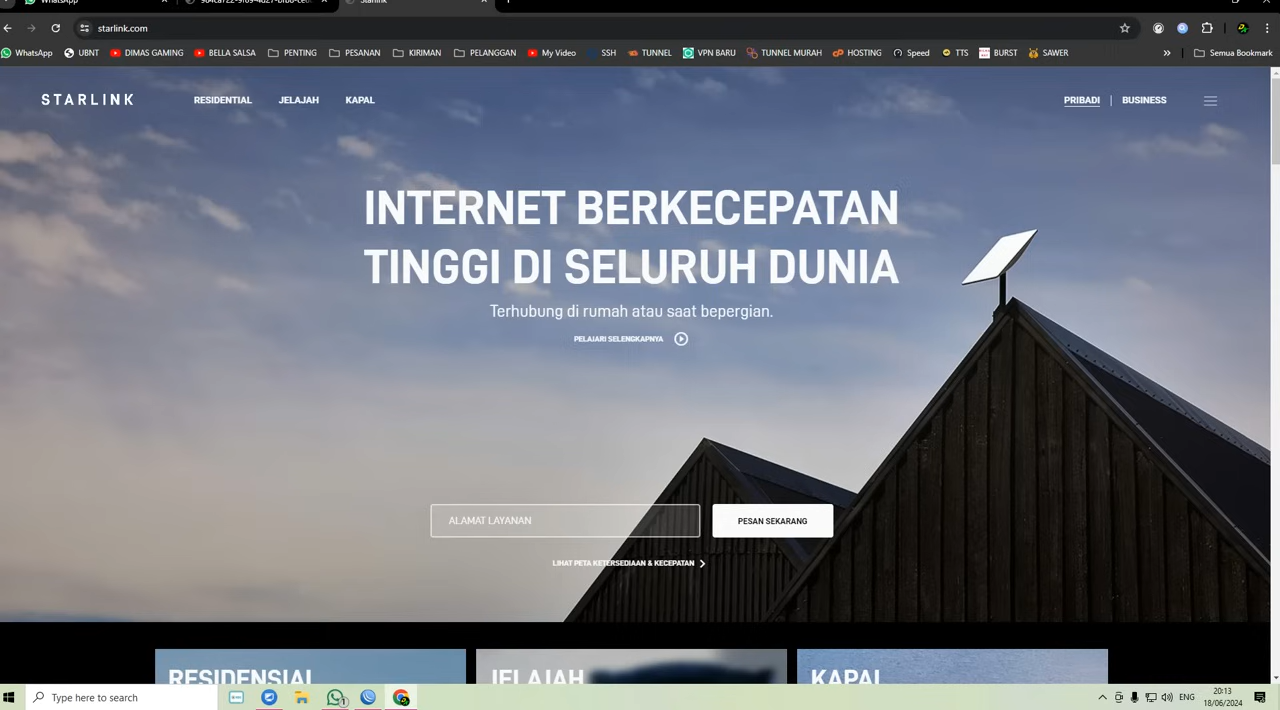 WhatsApp
Starlink
starlink.com
WhatsApp
UBNT
DIMAS GAMING
BELLA SALSA
PENTING
PESANAN
KIRIMAN
PELANGGAN
My Video
SSH
TUNNEL
VPN BARU
TUNNEL MURAH
HOSTING
Speed
TTS
BURST
SAWER
»
Semua Bookmark
STARLINK
RESIDENTIAL
JELAJAH
KAPAL
PRIBADI | BUSINESS
INTERNET BERKECEPATAN
TINGGI DI SELURUH DUNIA
Terhubung di rumah atau saat bepergian.
PELAJARI SELENGKAPNYA
ALAMAT LAYANAN
PESAN SEKARANG
LIHAT PETA KETERSEDIAAN & KECEPATAN
RESIDENSIAL
JELAJAH
KAPAL
Type here to search
1
ENG
20:13
18/06/2024